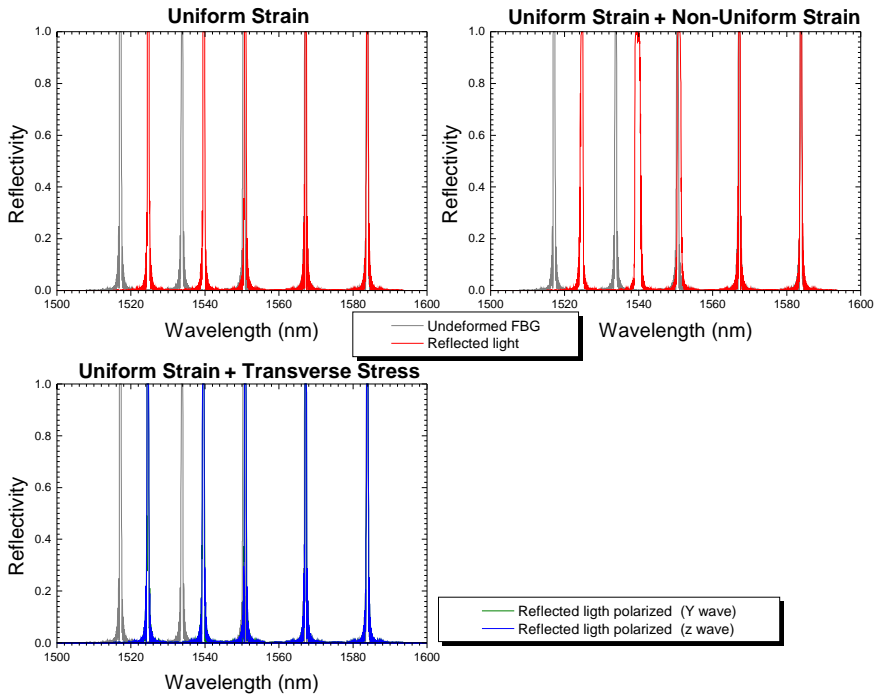 Uniform Strain
Reflectivity
1.0
0.8
0.6
0.4
0.2
0.0
1500 1520 1540 1560 1580 1600
Wavelength (nm)
Uniform Strain + Non-Uniform Strain
Reflectivity
1.0
0.8
0.6
0.4
0.2
0.0
1500 1520 1540 1560 1580 1600
Wavelength (nm)
Undeformed FBG
Reflected light
Uniform Strain + Transverse Stress
Reflectivity
1.0
0.8
0.6
0.4
0.2
0.0
1500 1520 1540 1560 1580 1600
Wavelength (nm)
Reflected ligth polarized (Y wave)
Reflected ligth polarized (z wave)